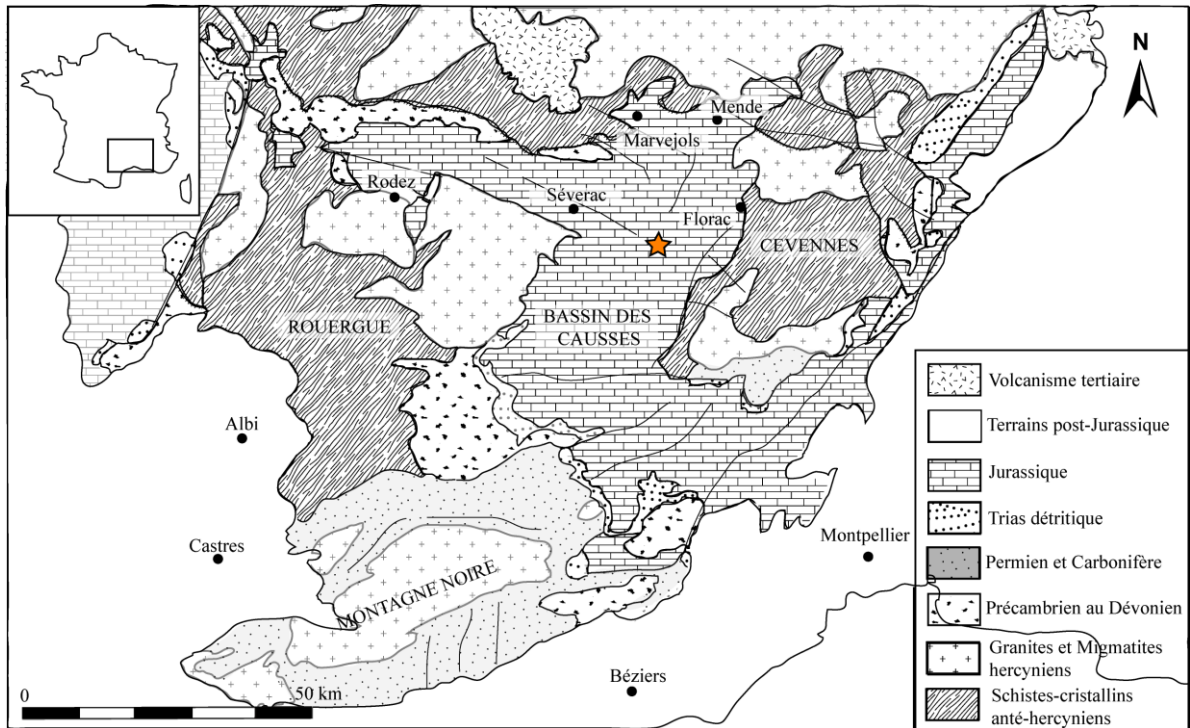 N
Mende
Marvejols
Rodez
Séverac
Florac
CEVENNES
ROUERGUE
BASSIN DES
CAUSSES
Albi
Castres
Montpellier
MONTAGNE NOIRE
Béziers
0
50 km
Volcanisme tertiaire
Terrains post-Jurassique
Jurassique
Trias détritique
Permien et Carbonifère
Précambrien au Dévonien
Granites et Migmatites
hercyniens
Schistes-cristallins
anté-hercyniens